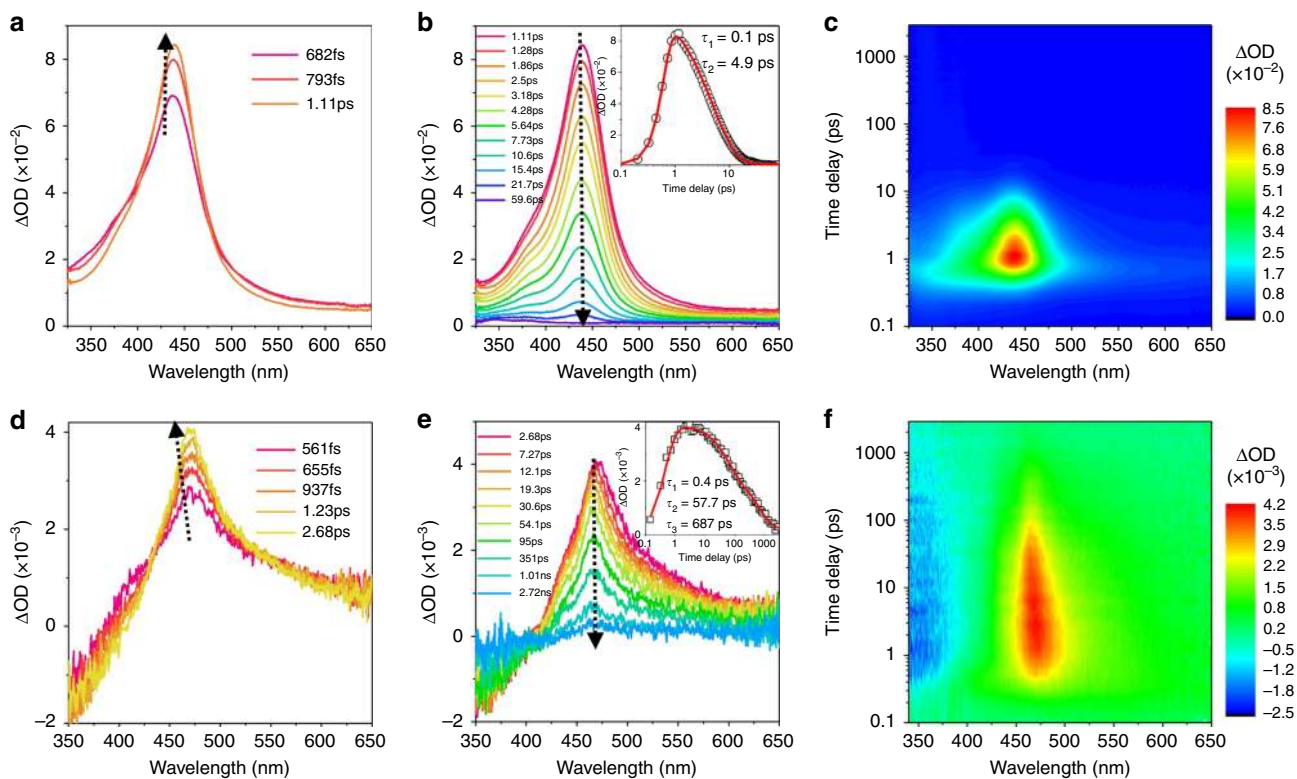 a
8
6
4
2
0
ΔOD (×10⁻²)
682fs
793fs
1.11ps
350 400 450 500 550 600 650
Wavelength (nm)
b
8
6
4
2
0
ΔOD (×10⁻²)
1.11ps
1.28ps
1.86ps
2.5ps
3.18ps
4.28ps
5.64ps
7.73ps
10.6ps
15.4ps
21.7ps
59.6ps
8
6
4
2
ΔOD (×10⁻²)
τ₁ = 0.1 ps
τ₂ = 4.9 ps
0.1 1 10
Time delay (ps)
350 400 450 500 550 600 650
Wavelength (nm)
c
1000
100
10
1
0.1
Time delay (ps)
350 400 450 500 550 600 650
Wavelength (nm)
ΔOD
(×10⁻²)
8.5
7.6
6.8
5.9
5.1
4.2
3.4
2.5
1.7
0.8
0.0
d
4
2
0
−2
ΔOD (×10⁻³)
561fs
655fs
937fs
1.23ps
2.68ps
350 400 450 500 550 600 650
Wavelength (nm)
e
4
2
0
−2
ΔOD (×10⁻³)
2.68ps
7.27ps
12.1ps
19.3ps
30.6ps
54.1ps
95ps
351ps
1.01ns
2.72ns
4
2
0
ΔOD (×10⁻³)
τ₁ = 0.4 ps
τ₂ = 57.7 ps
τ₃ = 687 ps
0.1 1 10 100 1000
Time delay (ps)
350 400 450 500 550 600 650
Wavelength (nm)
f
1000
100
10
1
0.1
Time delay (ps)
350 400 450 500 550 600 650
Wavelength (nm)
ΔOD
(×10⁻³)
4.2
2.9
2.9
2.2
1.5
0.8
0.2
−0.5
−1.2
−1.8
−2.5